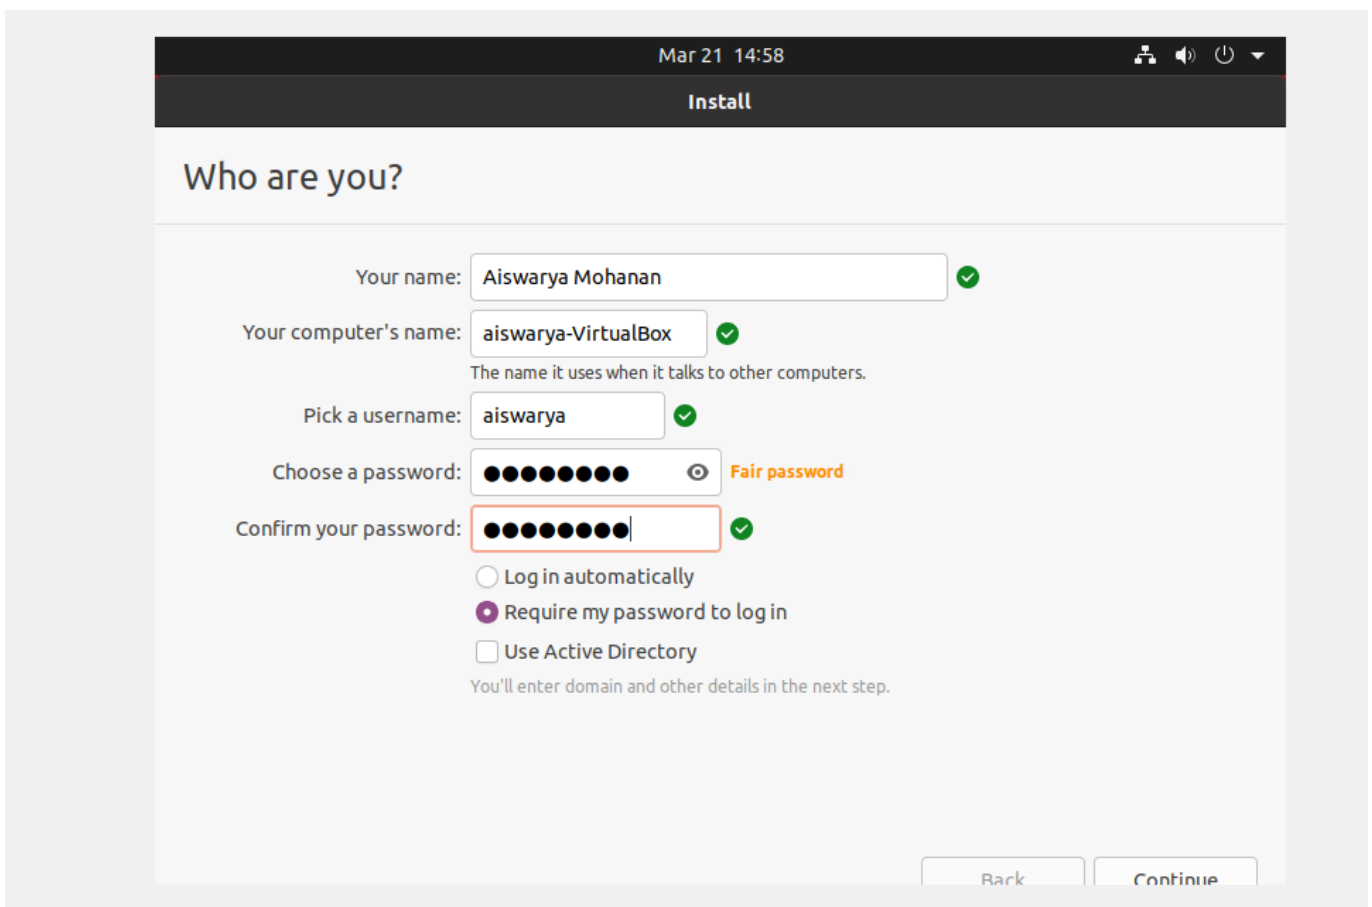 Mar 21 14:58
Install
Who are you?
Your name: Aiswarya Mohanan
Your computer's name: aiswarya-VirtualBox
The name it uses when it talks to other computers.
Pick a username: aiswarya
Choose a password: ●●●●●●●● Fair password
Confirm your password: ●●●●●●●●
Log in automatically
Require my password to log in
Use Active Directory
You'll enter domain and other details in the next step.
Back Continue